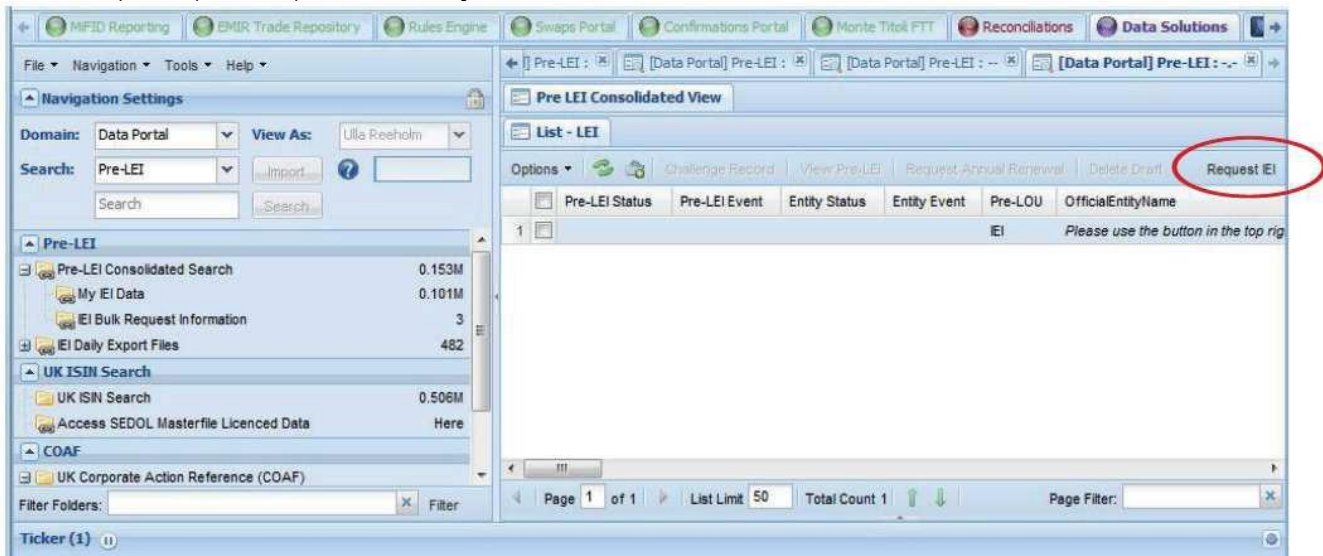 MiFID Reporting EMIR Trade Repository Rules Engine Swaps Portal Confirmations Portal Monte Titoli FTT Reconciliations Data Solutions
File Navigation Tools Help
Navigation Settings
Domain: Data Portal View As: Ulla Reeholm
Search: Pre-LEI Import
Search Search
Pre-LEI
Pre-LEI Consolidated Search 0.153M
My IEI Data 0.101M
IEI Bulk Request Information 3
IEI Daily Export Files 482
UK ISIN Search
UK ISIN Search 0.506M
Access SEDOL Masterfile Licenced Data Here
COAF
UK Corporate Action Reference (COAF)
Filter Folders: Filter
] Pre-LEI : [Data Portal] Pre-LEI : [Data Portal] Pre-LEI : -- [Data Portal] Pre-LEI : -.-
Pre LEI Consolidated View
List - LEI
Options Challenge Record View Pre-LEI Request Annual Renewal Delete Draft Request IEI
Pre-LEI Status Pre-LEI Event Entity Status Entity Event Pre-LOU OfficialEntityName
1 IEI Please use the button in the top rig
Page 1 of 1 List Limit 50 Total Count 1 Page Filter:
Ticker (1)